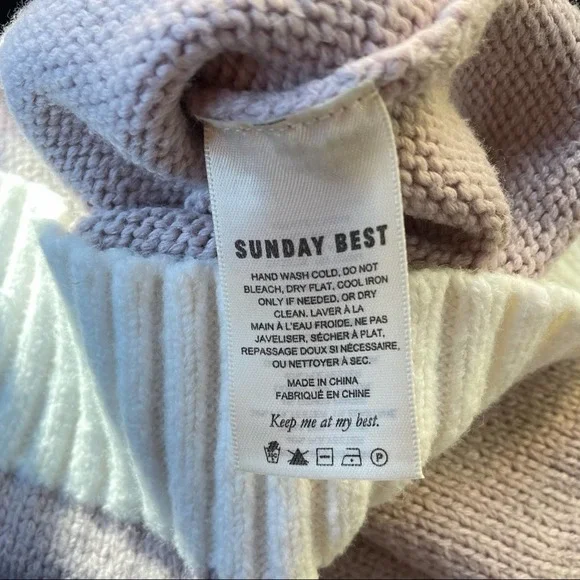 SUNDAY BEST
HAND WASH COLD, DO NOT
BLEACH, DRY FLAT, COOL IRON
ONLY IF NEEDED, OR DRY
CLEAN. LAVER À LA
MAIN À L'EAU FROIDE, NE PAS
JAVELISER, SÉCHER À PLAT,
REPASSAGE DOUX SI NÉCESSAIRE,
OU NETTOYER À SEC.
MADE IN CHINA
FABRIQUÉ EN CHINE
Keep me at my best.
P